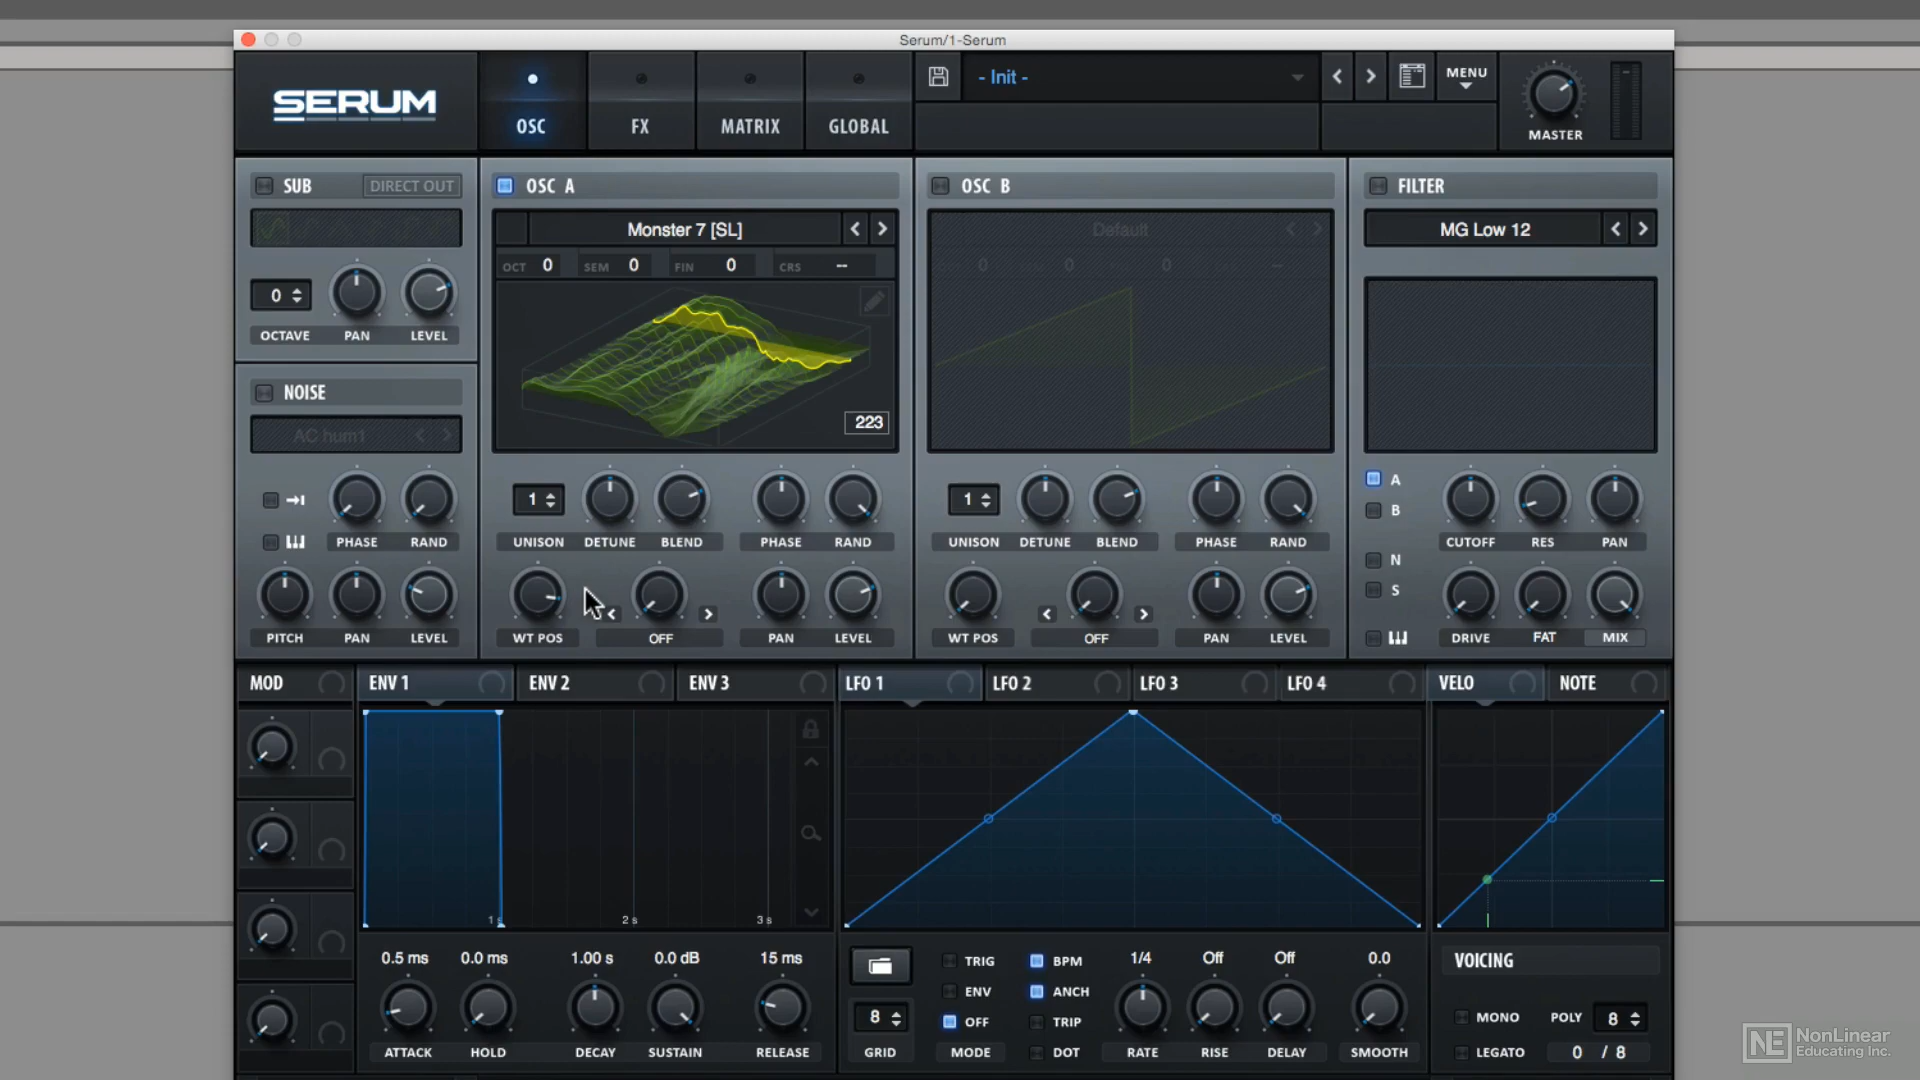 Serum/1-Serum
SERUM
OSC
FX
MATRIX
GLOBAL
- Init -
MENU
MASTER
SUB
DIRECT OUT
0
OCTAVE
PAN
LEVEL
NOISE
AC hum1
PHASE
RAND
PITCH
PAN
LEVEL
OSC A
Monster 7 [SL]
OCT 0 SEM 0 FIN 0 CRS --
223
1
UNISON
DETUNE
BLEND
PHASE
RAND
WT POS
OFF
PAN
LEVEL
OSC B
Default
0 0 0 --
1
UNISON
DETUNE
BLEND
PHASE
RAND
WT POS
OFF
PAN
LEVEL
FILTER
MG Low 12
A
B
N
S
CUTOFF
RES
PAN
DRIVE
FAT
MIX
MOD
ENV 1
ENV 2
ENV 3
LFO 1
LFO 2
LFO 3
LFO 4
VELO
NOTE
1 s
2 s
3 s
0.5 ms
0.0 ms
1.00 s
0.0 dB
15 ms
ATTACK
HOLD
DECAY
SUSTAIN
RELEASE
8
GRID
TRIG
ENV
OFF
MODE
BPM
ANCH
TRIP
DOT
1/4
Off
Off
0.0
RATE
RISE
DELAY
SMOOTH
VOICING
MONO
POLY 8
LEGATO
0 / 8
NE NonLinear
Educating Inc.